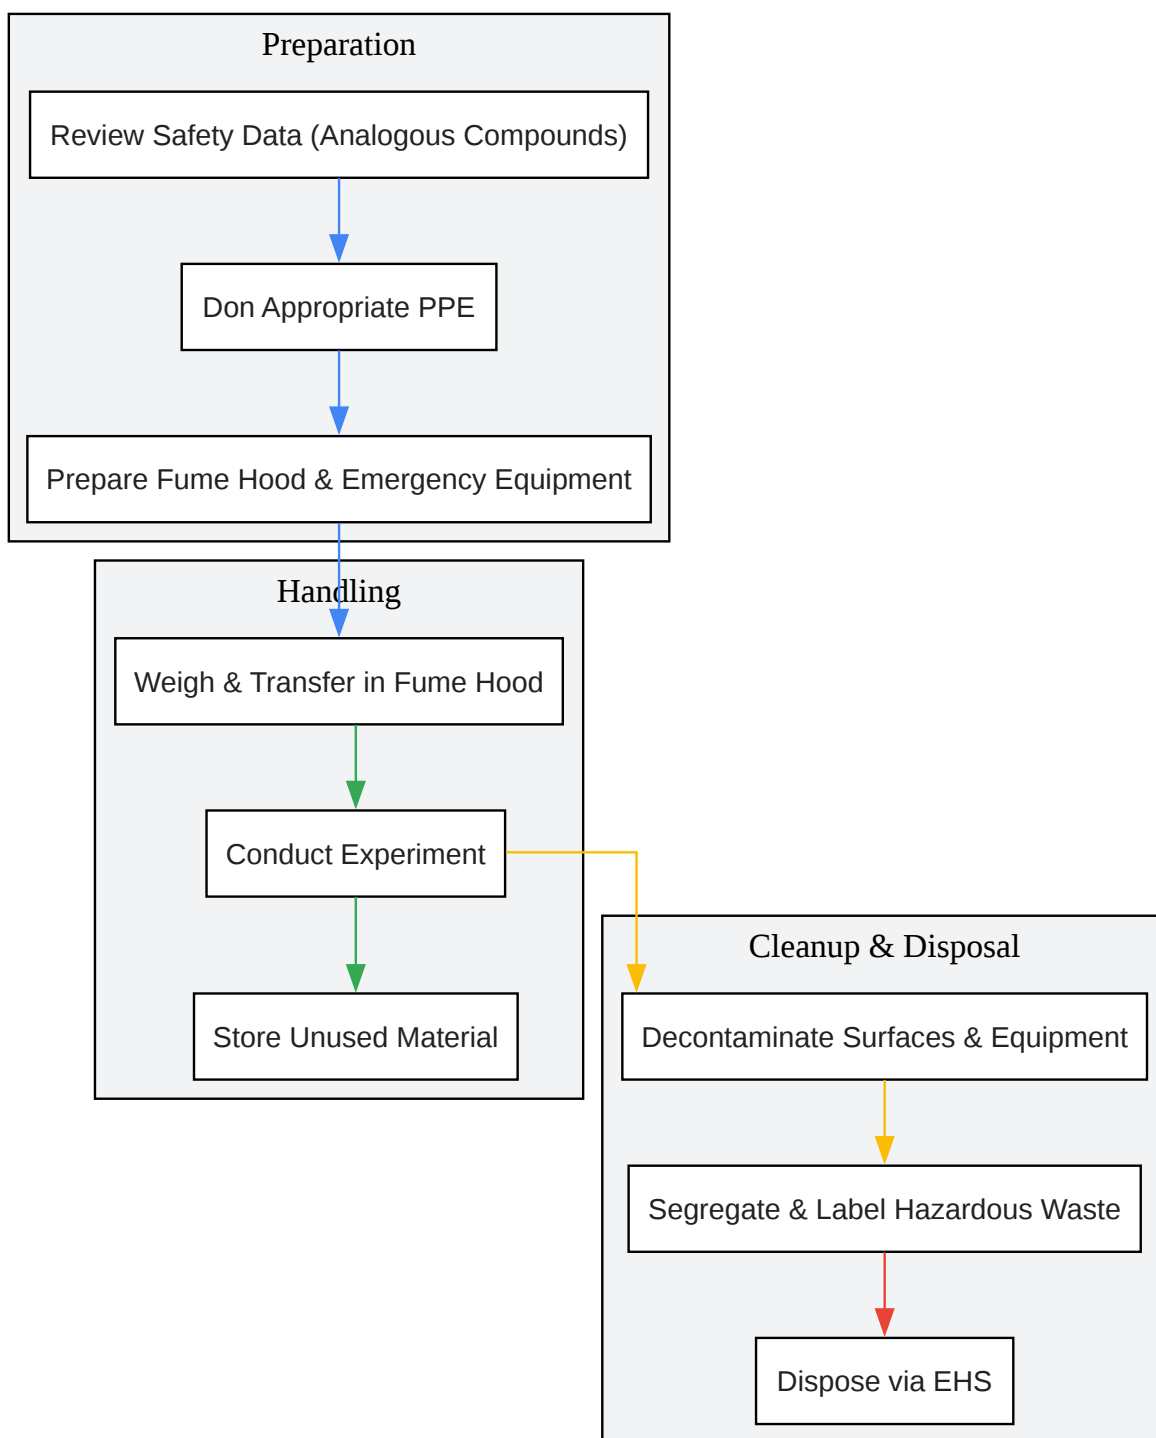 Preparation
Review Safety Data (Analogous Compounds)
Don Appropriate PPE
Prepare Fume Hood & Emergency Equipment
Handling
Weigh & Transfer in Fume Hood
Conduct Experiment
Store Unused Material
Cleanup & Disposal
Decontaminate Surfaces & Equipment
Segregate & Label Hazardous Waste
Dispose via EHS